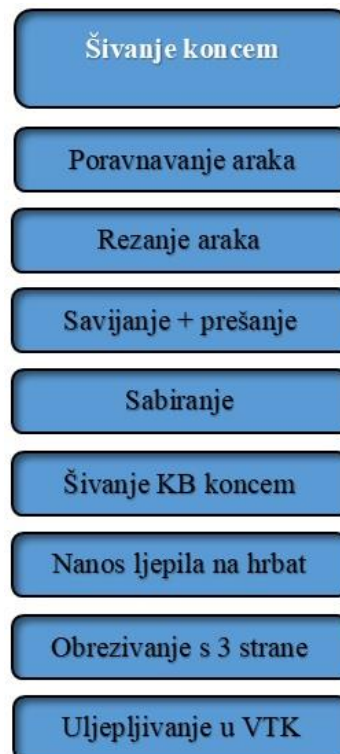 Šivanje koncem
Poravnavanje araka
Rezanje araka
Savijanje + prešanje
Sabiranje
Šivanje KB koncem
Nanos ljepila na hrbat
Obrezivanje s 3 strane
Uljepljivanje u VTK